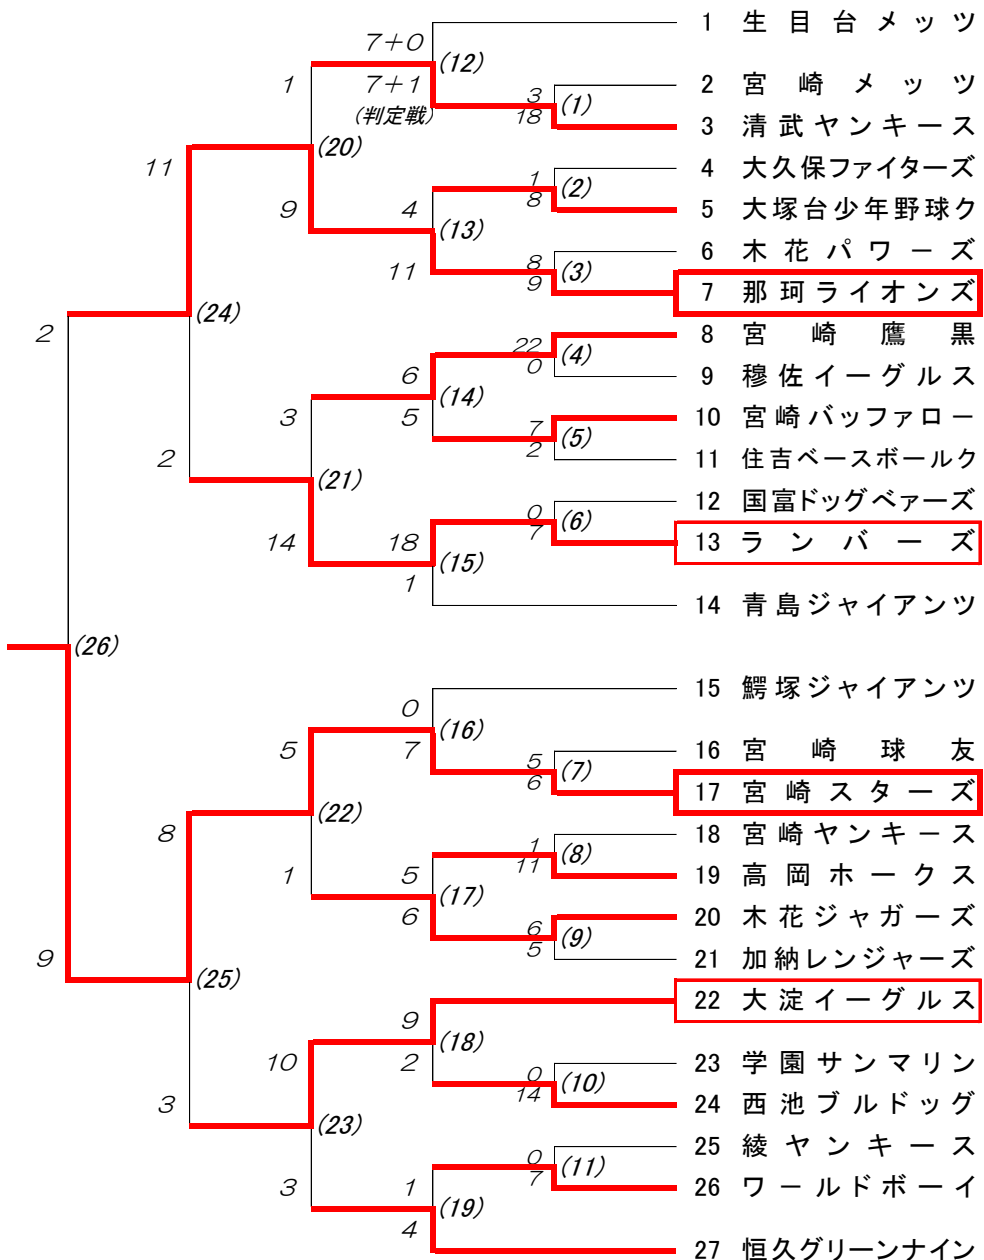 1 生目台メッツ
7+0
(12)
7+1
(判定戦)
1
2 宮崎メッツ
3
(1)
18
3 清武ヤンキース
(20)
11
4 大久保ファイターズ
1
(2)
8
5 大塚台少年野球ク
9
4
(13)
11
6 木花パワーズ
8
(3)
9
7 那珂ライオンズ
(24)
2
8 宮崎鷹黒
22
(4)
0
9 穆佐イーグルス
6
(14)
5
3
10 宮崎バッファロー
7
(5)
2
11 住吉ベースボールク
2
(21)
12 国富ドッグベァーズ
0
(6)
7
13 ランバーズ
14
18
(15)
1
14 青島ジャイアンツ
(26)
15 鰐塚ジャイアンツ
0
(16)
7
5
16 宮崎球友
5
(7)
6
17 宮崎スターズ
(22)
8
18 宮崎ヤンキース
1
(8)
11
19 高岡ホークス
1
5
(17)
6
20 木花ジャガーズ
6
(9)
5
21 加納レンジャーズ
9
(25)
22 大淀イーグルス
9
(18)
2
10
23 学園サンマリン
0
(10)
14
24 西池ブルドッグ
3
(23)
25 綾ヤンキース
0
(11)
7
26 ワールドボーイ
3
1
(19)
4
27 恒久グリーンナイン